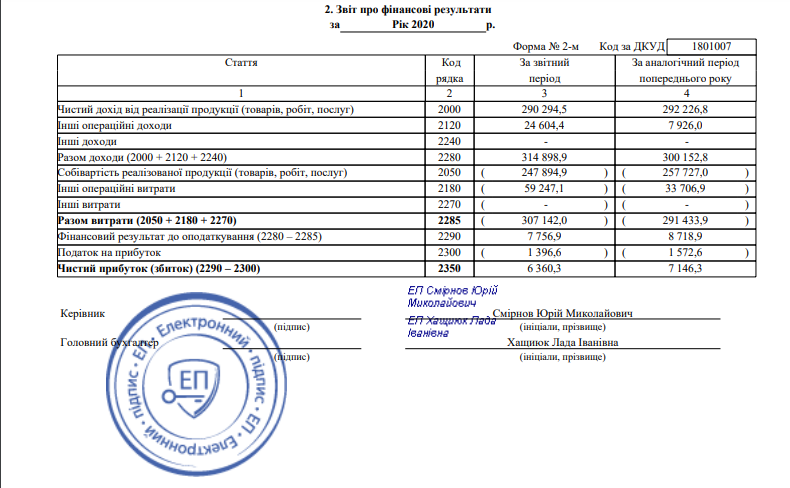 2. Звіт про фінансові результати
за Рік 2020 р.
Форма № 2-м Код за ДКУД 1801007
Стаття Код рядка За звітний період За аналогічний період попереднього року
1 2 3 4
Чистий дохід від реалізації продукції (товарів, робіт, послуг) 2000 290 294,5 292 226,8
Інші операційні доходи 2120 24 604,4 7 926,0
Інші доходи 2240 - -
Разом доходи (2000 + 2120 + 2240) 2280 314 898,9 300 152,8
Собівартість реалізованої продукції (товарів, робіт, послуг) 2050 ( 247 894,9 ) ( 257 727,0 )
Інші операційні витрати 2180 ( 59 247,1 ) ( 33 706,9 )
Інші витрати 2270 ( - ) ( - )
Разом витрати (2050 + 2180 + 2270) 2285 ( 307 142,0 ) ( 291 433,9 )
Фінансовий результат до оподаткування (2280 – 2285) 2290 7 756,9 8 718,9
Податок на прибуток 2300 ( 1 396,6 ) ( 1 572,6 )
Чистий прибуток (збиток) (2290 – 2300) 2350 6 360,3 7 146,3
ЕП Смірнов Юрій
Миколайович
Керівник Смірнов Юрій Миколайович
(підпис) (ініціали, прізвище)
ЕП Хащиюк Лада
Іванівна
Головний бухгалтер Хащиюк Лада Іванівна
(підпис) (ініціали, прізвище)
ЕП • Електронний • підпис • ЕП • Електронний • підпис •
ЕП